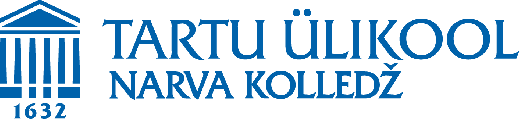 TARTU ÜLIKOOL
NARVA KOLLEDŽ
1632